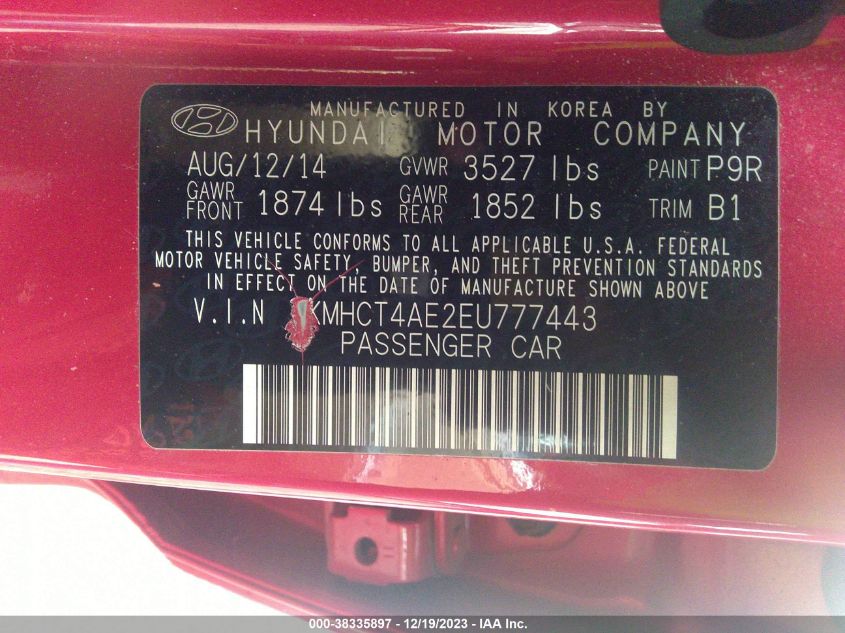 MANUFACTURED IN KOREA BY
HYUNDAI MOTOR COMPANY
AUG/12/14 GVWR 3527 lbs PAINT P9R
GAWR FRONT 1874 lbs GAWR REAR 1852 lbs TRIM B1
THIS VEHICLE CONFORMS TO ALL APPLICABLE U.S.A. FEDERAL
MOTOR VEHICLE SAFETY, BUMPER, AND THEFT PREVENTION STANDARDS
IN EFFECT ON THE DATE OF MANUFACTURE SHOWN ABOVE
V.I.N KMHCT4AE2EU777443
PASSENGER CAR
000-38335897 - 12/19/2023 - IAA Inc.